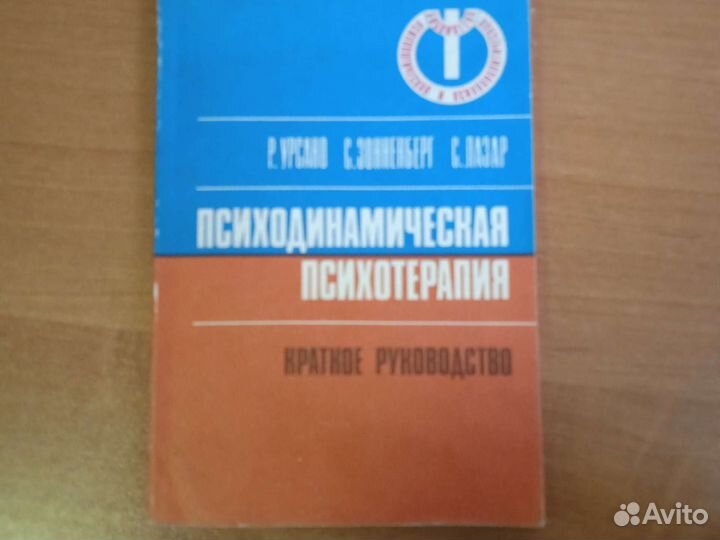 Р. УРСАНО С. ЗОННЕНБЕРГ С. ЛАЗАР
ПСИХОДИНАМИЧЕСКАЯ
ПСИХОТЕРАПИЯ
КРАТКОЕ РУКОВОДСТВО
Avito